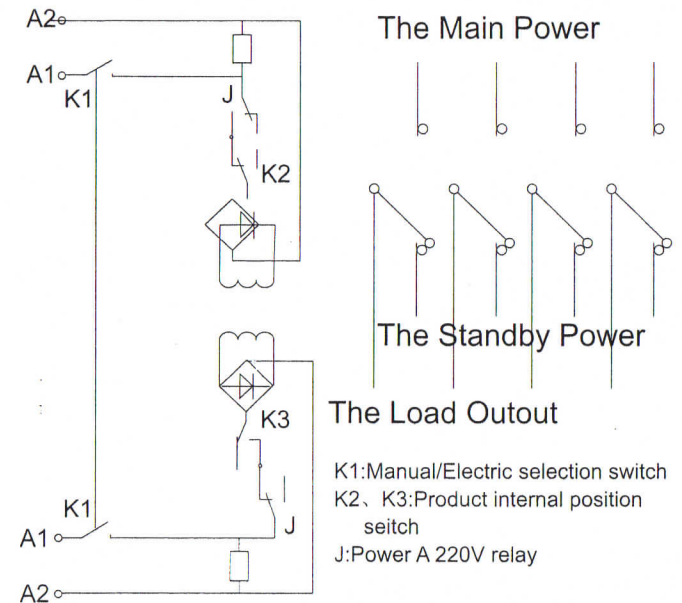 A2
A1
K1
J
K2
K3
K1
J
A1
A2
The Main Power
The Standby Power
The Load Outout
K1:Manual/Electric selection switch
K2、K3:Product internal position
seitch
J:Power A 220V relay